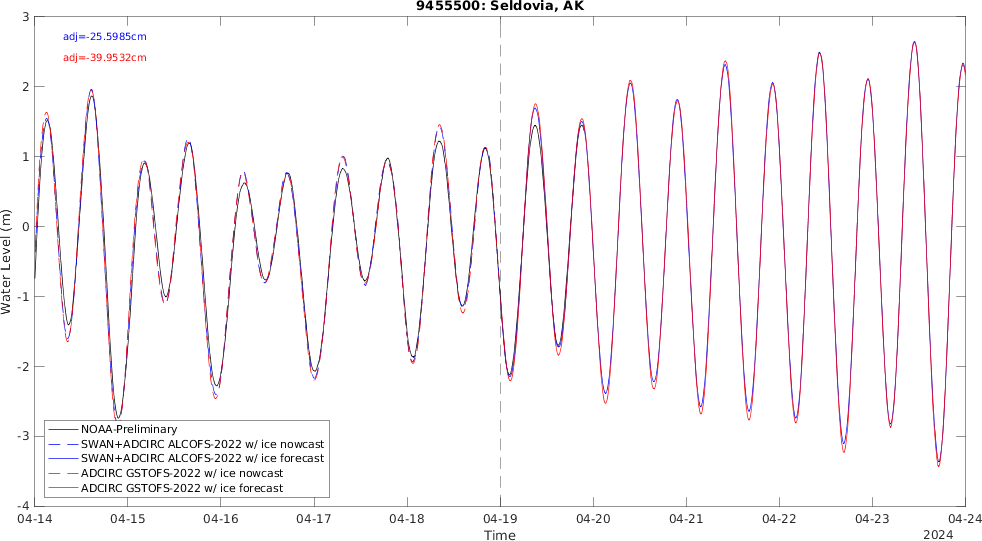 9455500: Seldovia, AK
adj=-25.5985cm
adj=-39.9532cm
3
2
1
0
-1
-2
-3
-4
Water Level (m)
NOAA-Preliminary
SWAN+ADCIRC ALCOFS-2022 w/ ice nowcast
SWAN+ADCIRC ALCOFS-2022 w/ ice forecast
ADCIRC GSTOFS-2022 w/ ice nowcast
ADCIRC GSTOFS-2022 w/ ice forecast
04-14 04-15 04-16 04-17 04-18 04-19 04-20 04-21 04-22 04-23 04-24
Time
2024